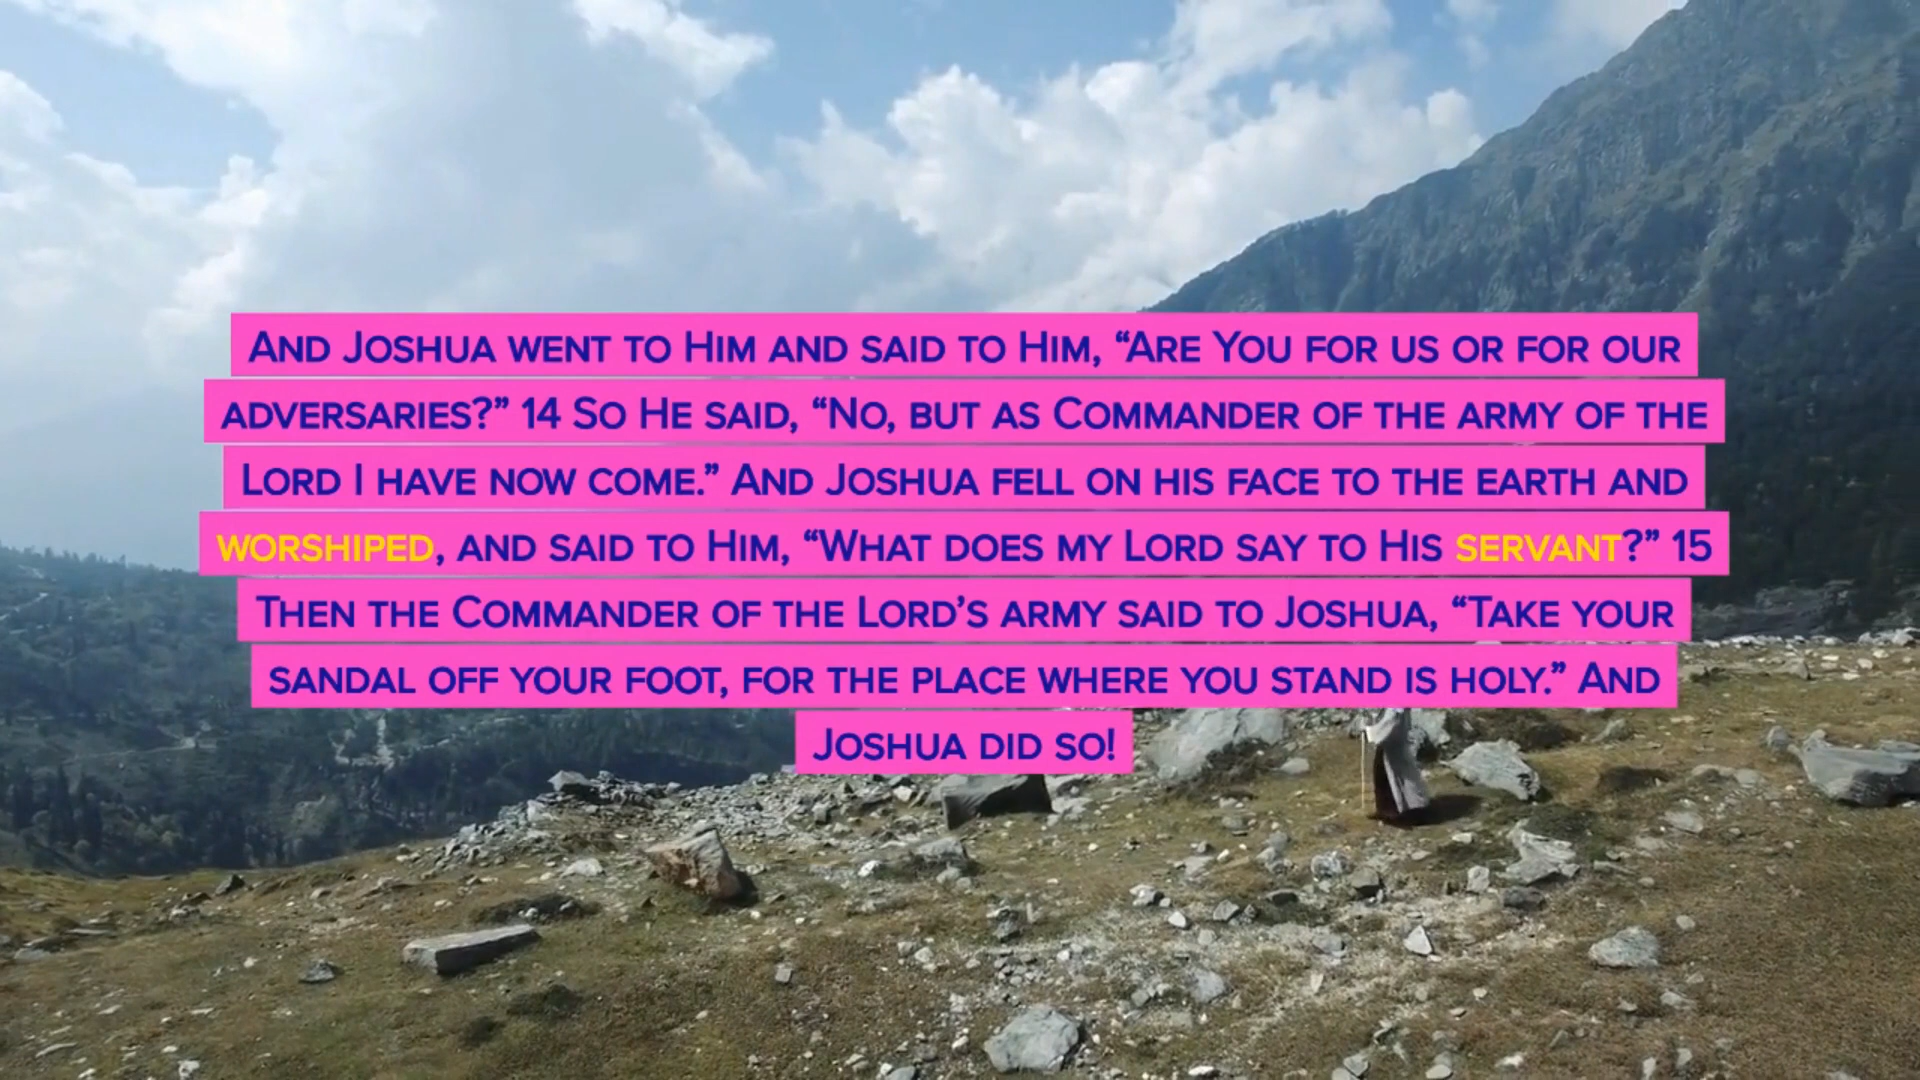 And Joshua went to Him and said to Him, “Are You for us or for our
adversaries?” 14 So He said, “No, but as Commander of the army of the
Lord I have now come.” And Joshua fell on his face to the earth and
worshiped, and said to Him, “What does my Lord say to His servant?” 15
Then the Commander of the Lord’s army said to Joshua, “Take your
sandal off your foot, for the place where you stand is holy.” And
Joshua did so!